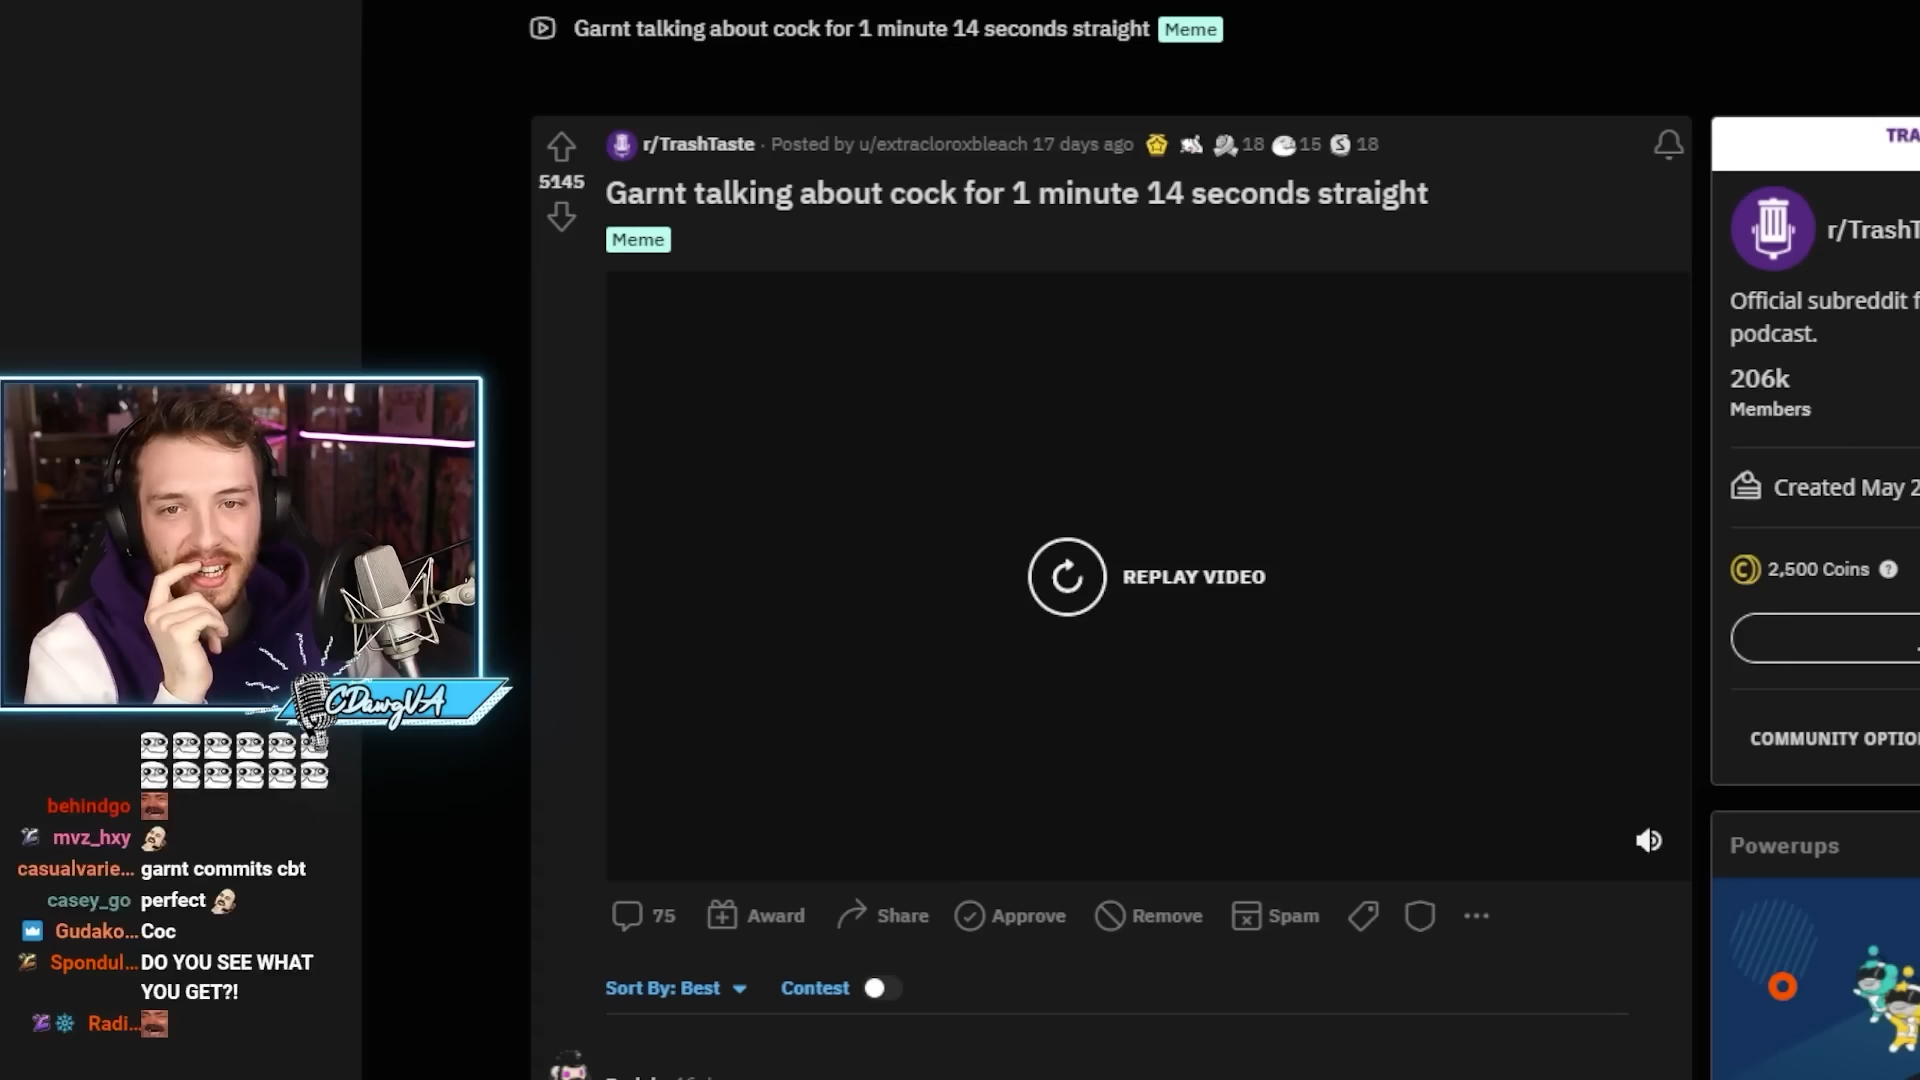 Garnt talking about cock for 1 minute 14 seconds straight Meme
r/TrashTaste · Posted by u/extracloroxbleach 17 days ago 18 15 18
5145
Garnt talking about cock for 1 minute 14 seconds straight
Meme
REPLAY VIDEO
75 Award Share Approve Remove Spam
Sort By: Best Contest
TRA
r/TrashT
Official subreddit f
podcast.
206k
Members
Created May 2
2,500 Coins
COMMUNITY OPTIO
Powerups
CDawgVA
behindgo
mvz_hxy
casualvarie... garnt commits cbt
casey_go perfect
Gudako... Coc
Spondul... DO YOU SEE WHAT
YOU GET?!
Radi...